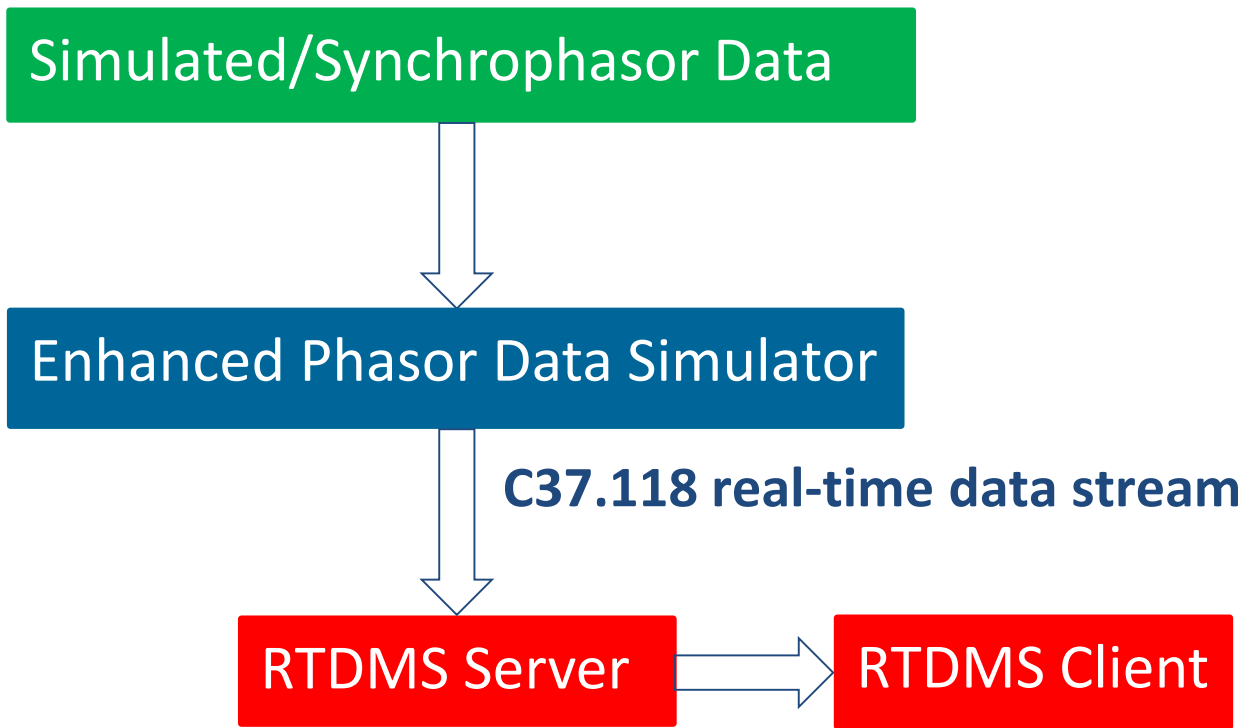 Simulated/Synchrophasor Data
Enhanced Phasor Data Simulator
C37.118 real-time data stream
RTDMS Server
RTDMS Client